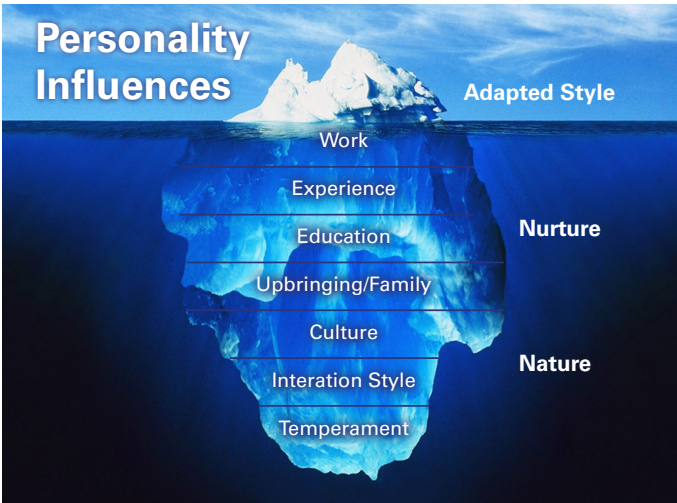 Personality
Influences
Adapted Style
Work
Experience
Nurture
Education
Upbringing/Family
Culture
Nature
Interation Style
Temperament